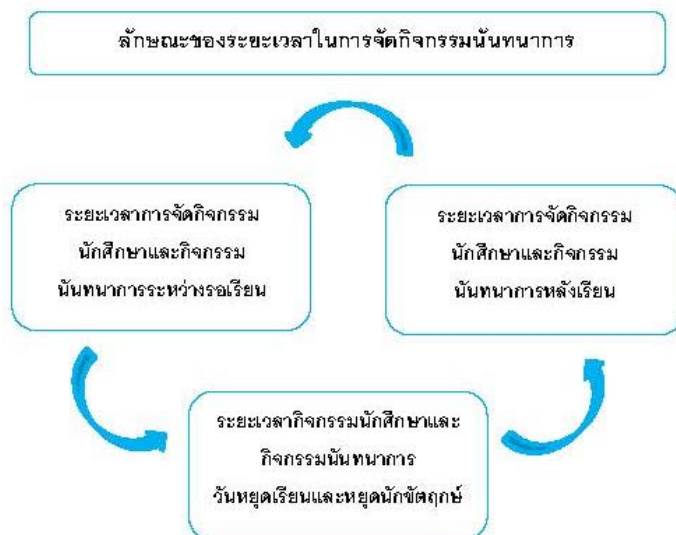 ลักษณะของระยะเวลาในการจัดกิจกรรมนันทนาการ
ระยะเวลาการจัดกิจกรรม
นักศึกษาและกิจกรรม
นันทนาการระหว่างรอเรียน
ระยะเวลาการจัดกิจกรรม
นักศึกษาและกิจกรรม
นันทนาการหลังเรียน
ระยะเวลากิจกรรมนักศึกษาและ
กิจกรรมนันทนาการ
วันหยุดเรียนและหยุดนักขัตฤกษ์